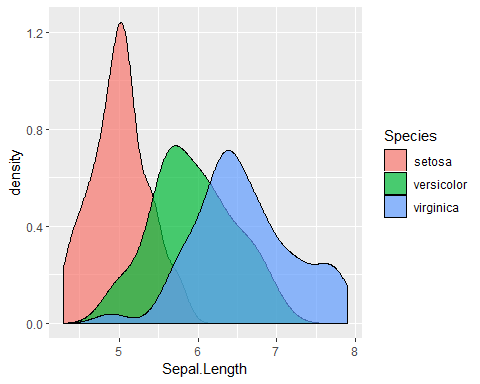 1.2
0.8
0.4
0.0
density
5 6 7 8
Sepal.Length
Species
setosa
versicolor
virginica